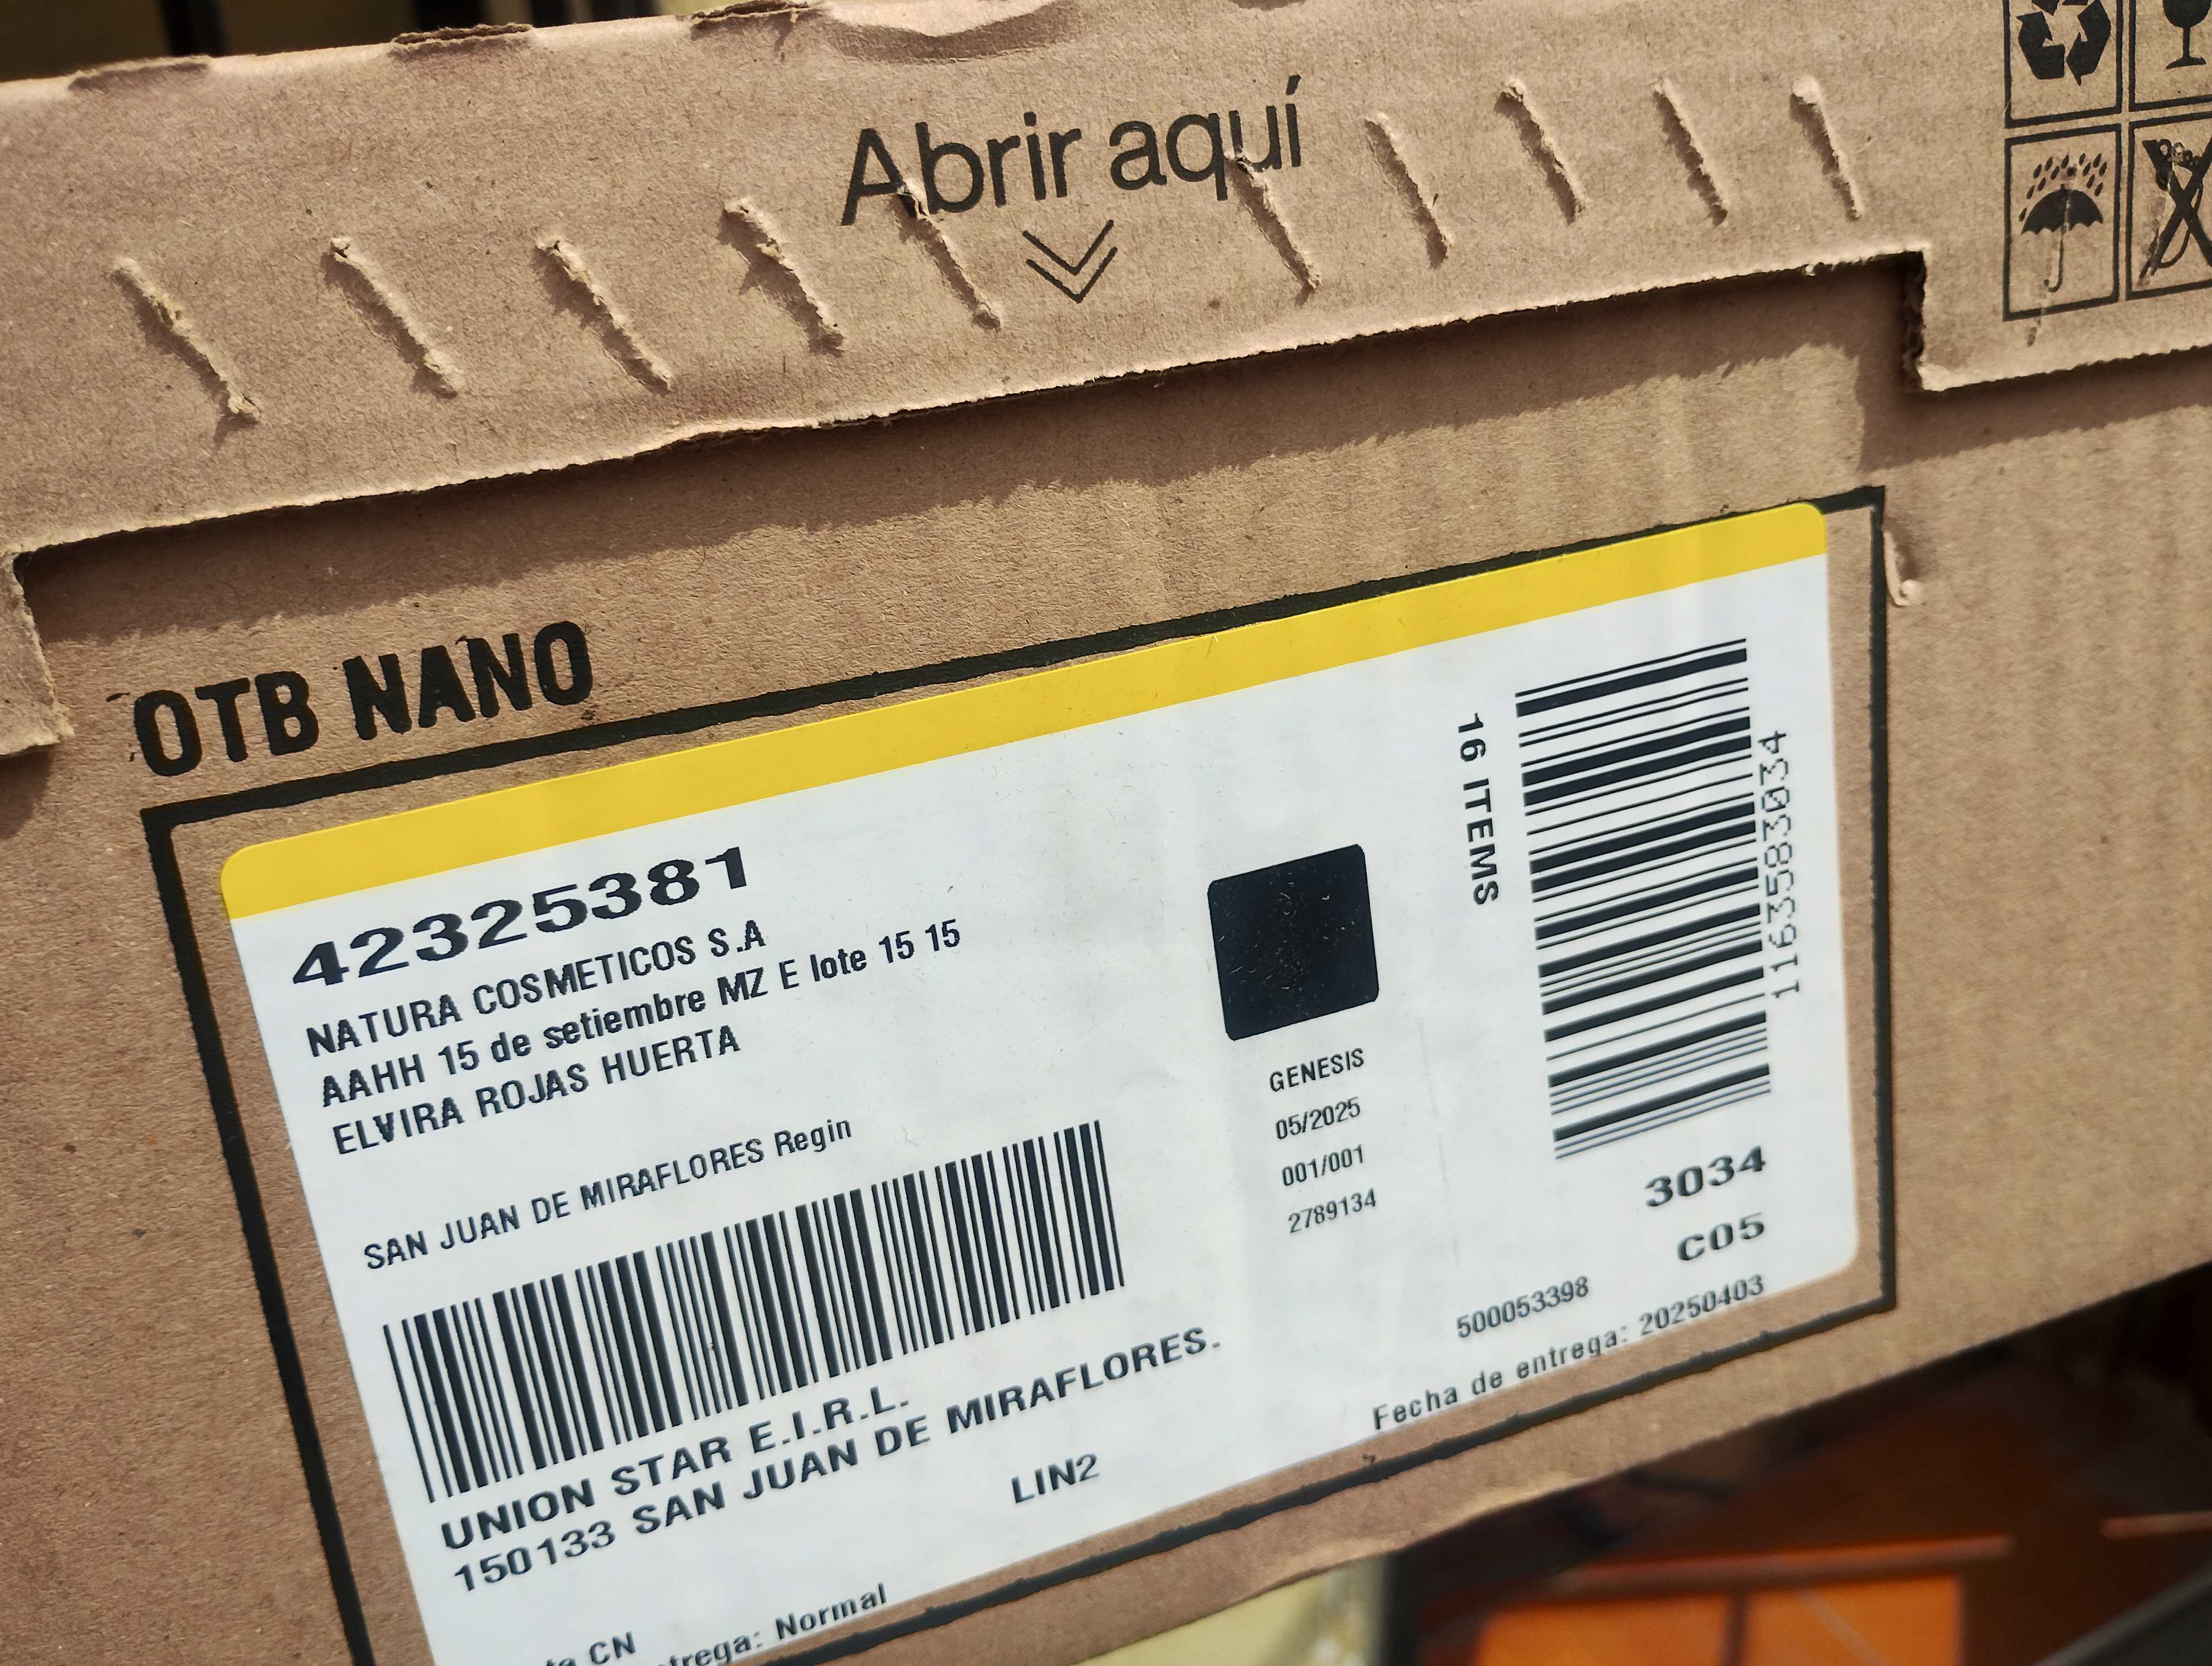 Abrir aquí
OTB NANO
42325381
NATURA COSMETICOS S.A
AAHH 15 de setiembre MZ E lote 15 15
ELVIRA ROJAS HUERTA
SAN JUAN DE MIRAFLORES Regin
UNION STAR E.I.R.L.
150133 SAN JUAN DE MIRAFLORES.
LIN2
CN
Normal
GENESIS
05/2025
001/001
2789134
16 ITEMS
1163583034
3034
C05
500053398
Fecha de entrega: 20250403